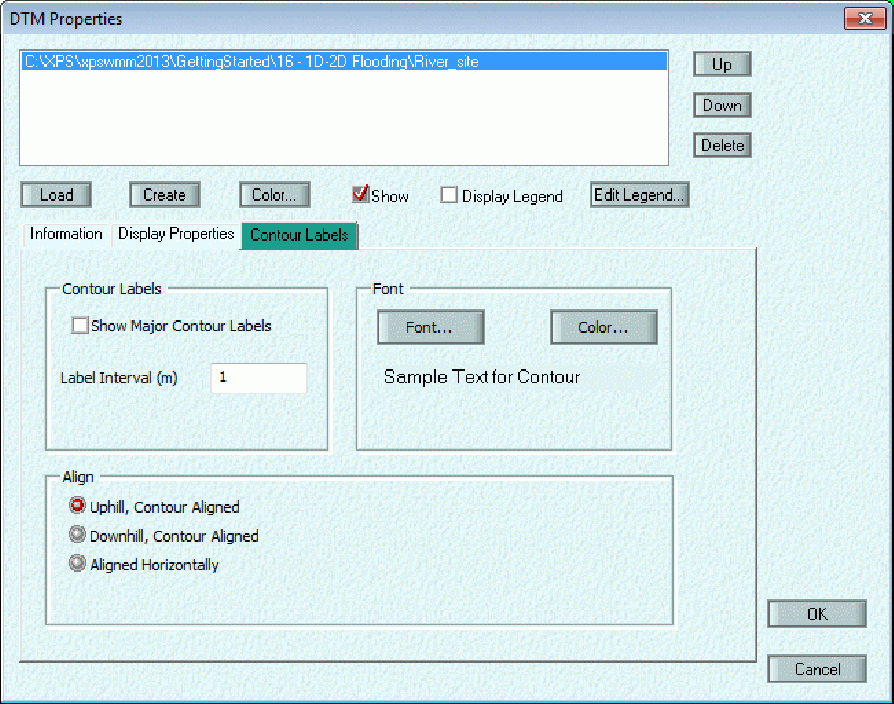 DTM Properties
C:\XPS\xpswmm2013\GettingStarted\16 - 1D-2D Flooding\River_site
Up
Down
Delete
Load Create Color... Show Display Legend Edit Legend...
Information Display Properties Contour Labels
Contour Labels
Show Major Contour Labels
Label Interval (m) 1
Font
Font... Color...
Sample Text for Contour
Align
Uphill, Contour Aligned
Downhill, Contour Aligned
Aligned Horizontally
OK
Cancel